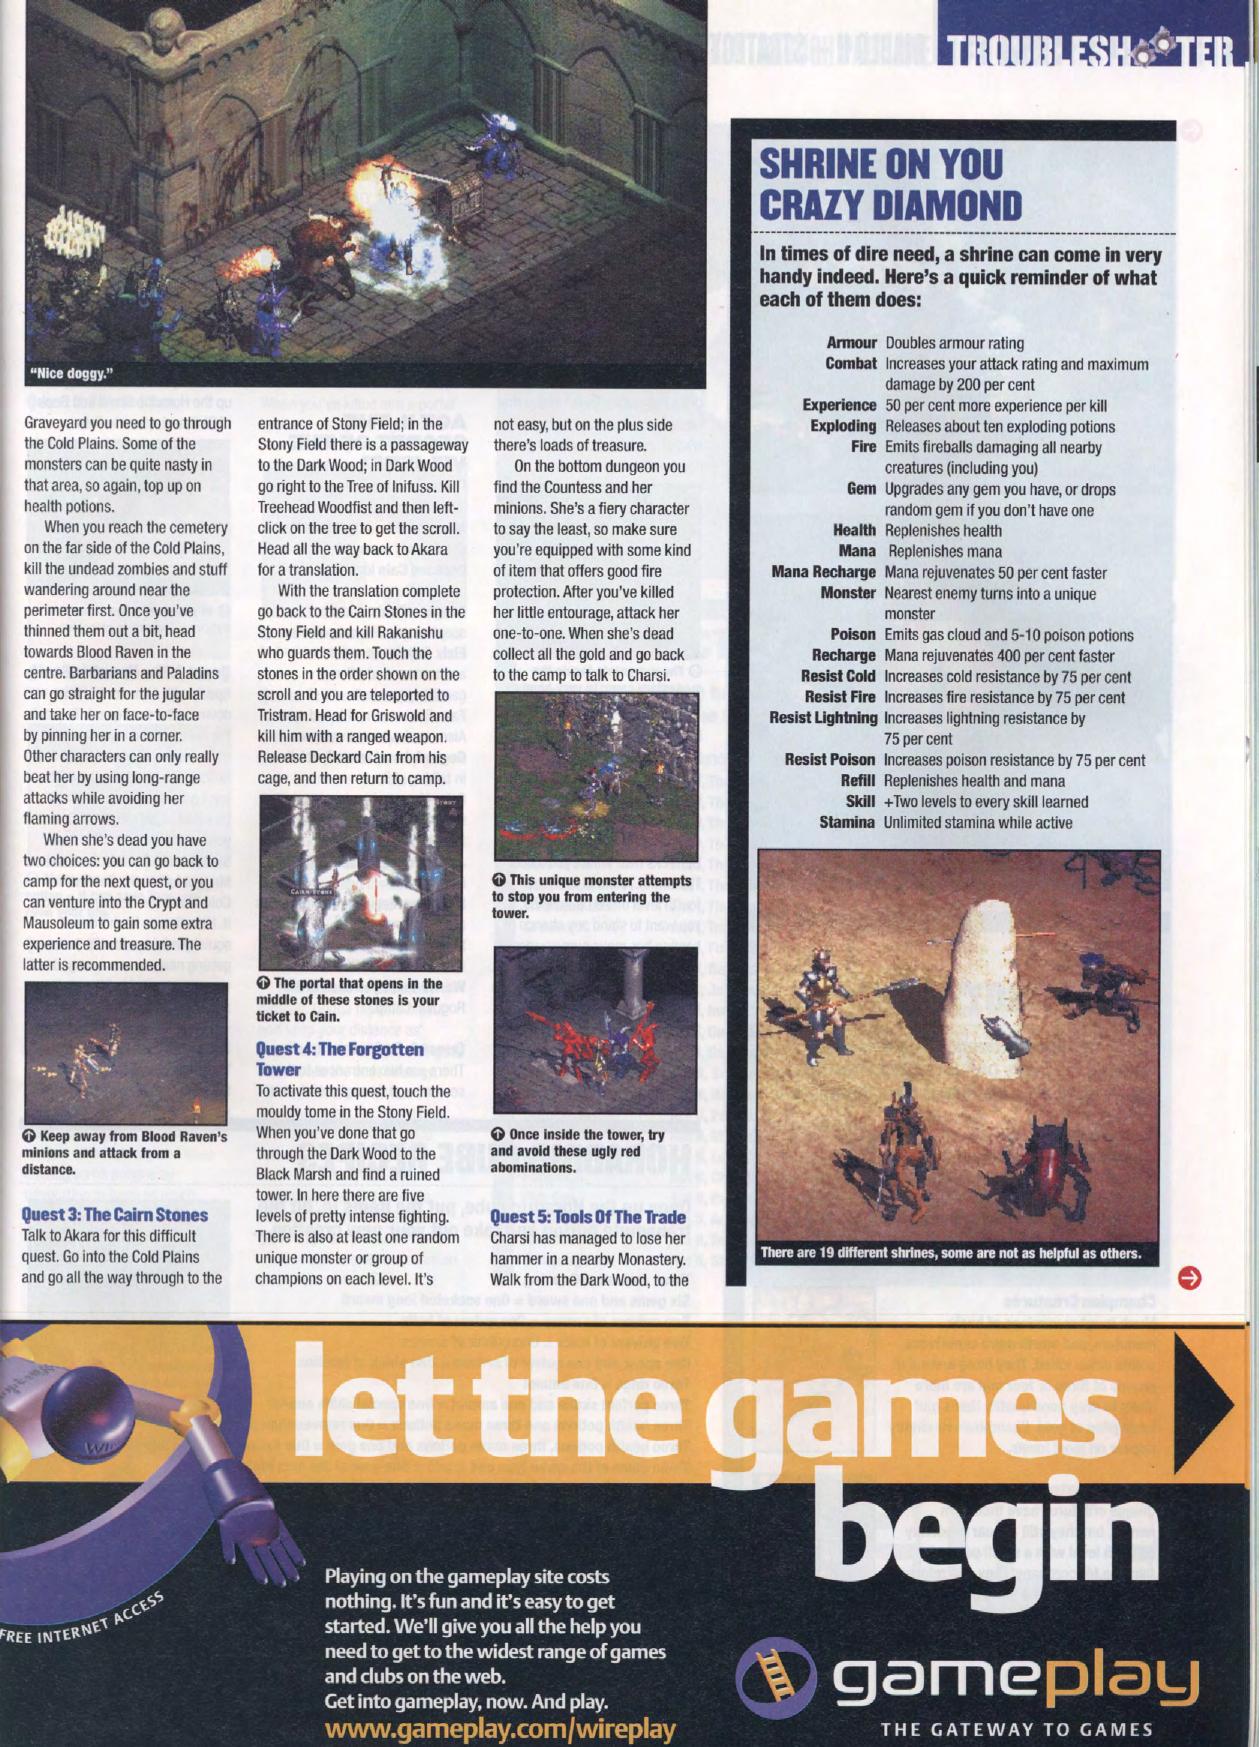 TROUBLESHOOTER
"Nice doggy."
Graveyard you need to go through
the Cold Plains. Some of the
monsters can be quite nasty in
that area, so again, top up on
health potions.
When you reach the cemetery
on the far side of the Cold Plains,
kill the undead zombies and stuff
wandering around near the
perimeter first. Once you've
thinned them out a bit, head
towards Blood Raven in the
centre. Barbarians and Paladins
can go straight for the jugular
and take her on face-to-face
by pinning her in a corner.
Other characters can only really
beat her by using long-range
attacks while avoiding her
flaming arrows.
When she's dead you have
two choices: you can go back to
camp for the next quest, or you
can venture into the Crypt and
Mausoleum to gain some extra
experience and treasure. The
latter is recommended.
Keep away from Blood Raven's
minions and attack from a
distance.
Quest 3: The Cairn Stones
Talk to Akara for this difficult
quest. Go into the Cold Plains
and go all the way through to the
entrance of Stony Field; in the
Stony Field there is a passageway
to the Dark Wood; in Dark Wood
go right to the Tree of Inifuss. Kill
Treehead Woodfist and then left-
click on the tree to get the scroll.
Head all the way back to Akara
for a translation.
With the translation complete
go back to the Cairn Stones in the
Stony Field and kill Rakanishu
who guards them. Touch the
stones in the order shown on the
scroll and you are teleported to
Tristram. Head for Griswold and
kill him with a ranged weapon.
Release Deckard Cain from his
cage, and then return to camp.
CAIRN STONE
The portal that opens in the
middle of these stones is your
ticket to Cain.
Quest 4: The Forgotten
Tower
To activate this quest, touch the
mouldy tome in the Stony Field.
When you've done that go
through the Dark Wood to the
Black Marsh and find a ruined
tower. In here there are five
levels of pretty intense fighting.
There is also at least one random
unique monster or group of
champions on each level. It's
not easy, but on the plus side
there's loads of treasure.
On the bottom dungeon you
find the Countess and her
minions. She's a fiery character
to say the least, so make sure
you're equipped with some kind
of item that offers good fire
protection. After you've killed
her little entourage, attack her
one-to-one. When she's dead
collect all the gold and go back
to the camp to talk to Charsi.
This unique monster attempts
to stop you from entering the
tower.
Once inside the tower, try
and avoid these ugly red
abominations.
Quest 5: Tools Of The Trade
Charsi has managed to lose her
hammer in a nearby Monastery.
Walk from the Dark Wood, to the
SHRINE ON YOU
CRAZY DIAMOND
In times of dire need, a shrine can come in very
handy indeed. Here's a quick reminder of what
each of them does:
Armour Doubles armour rating
Combat Increases your attack rating and maximum
damage by 200 per cent
Experience 50 per cent more experience per kill
Exploding Releases about ten exploding potions
Fire Emits fireballs damaging all nearby
creatures (including you)
Gem Upgrades any gem you have, or drops
random gem if you don't have one
Health Replenishes health
Mana Replenishes mana
Mana Recharge Mana rejuvenates 50 per cent faster
Monster Nearest enemy turns into a unique
monster
Poison Emits gas cloud and 5-10 poison potions
Recharge Mana rejuvenates 400 per cent faster
Resist Cold Increases cold resistance by 75 per cent
Resist Fire Increases fire resistance by 75 per cent
Resist Lightning Increases lightning resistance by
75 per cent
Resist Poison Increases poison resistance by 75 per cent
Refill Replenishes health and mana
Skill +Two levels to every skill learned
Stamina Unlimited stamina while active
There are 19 different shrines, some are not as helpful as others.
let the games
begin
FREE INTERNET ACCESS
Playing on the gameplay site costs
nothing. It's fun and it's easy to get
started. We'll give you all the help you
need to get to the widest range of games
and clubs on the web.
Get into gameplay, now. And play.
www.gameplay.com/wireplay
gameplay
THE GATEWAY TO GAMES